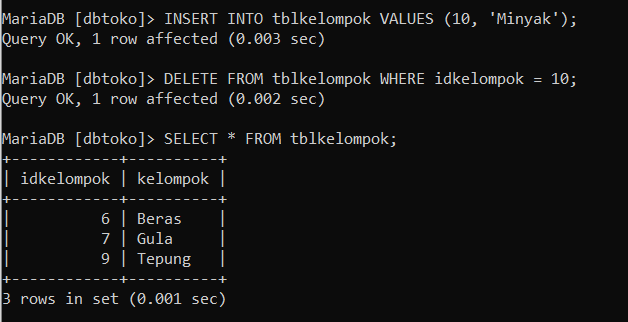 MariaDB [dbtoko]> INSERT INTO tblkelompok VALUES (10, 'Minyak');
Query OK, 1 row affected (0.003 sec)
MariaDB [dbtoko]> DELETE FROM tblkelompok WHERE idkelompok = 10;
Query OK, 1 row affected (0.002 sec)
MariaDB [dbtoko]> SELECT * FROM tblkelompok;
+------------+----------+
| idkelompok | kelompok |
+------------+----------+
|          6 | Beras    |
|          7 | Gula     |
|          9 | Tepung   |
+------------+----------+
3 rows in set (0.001 sec)